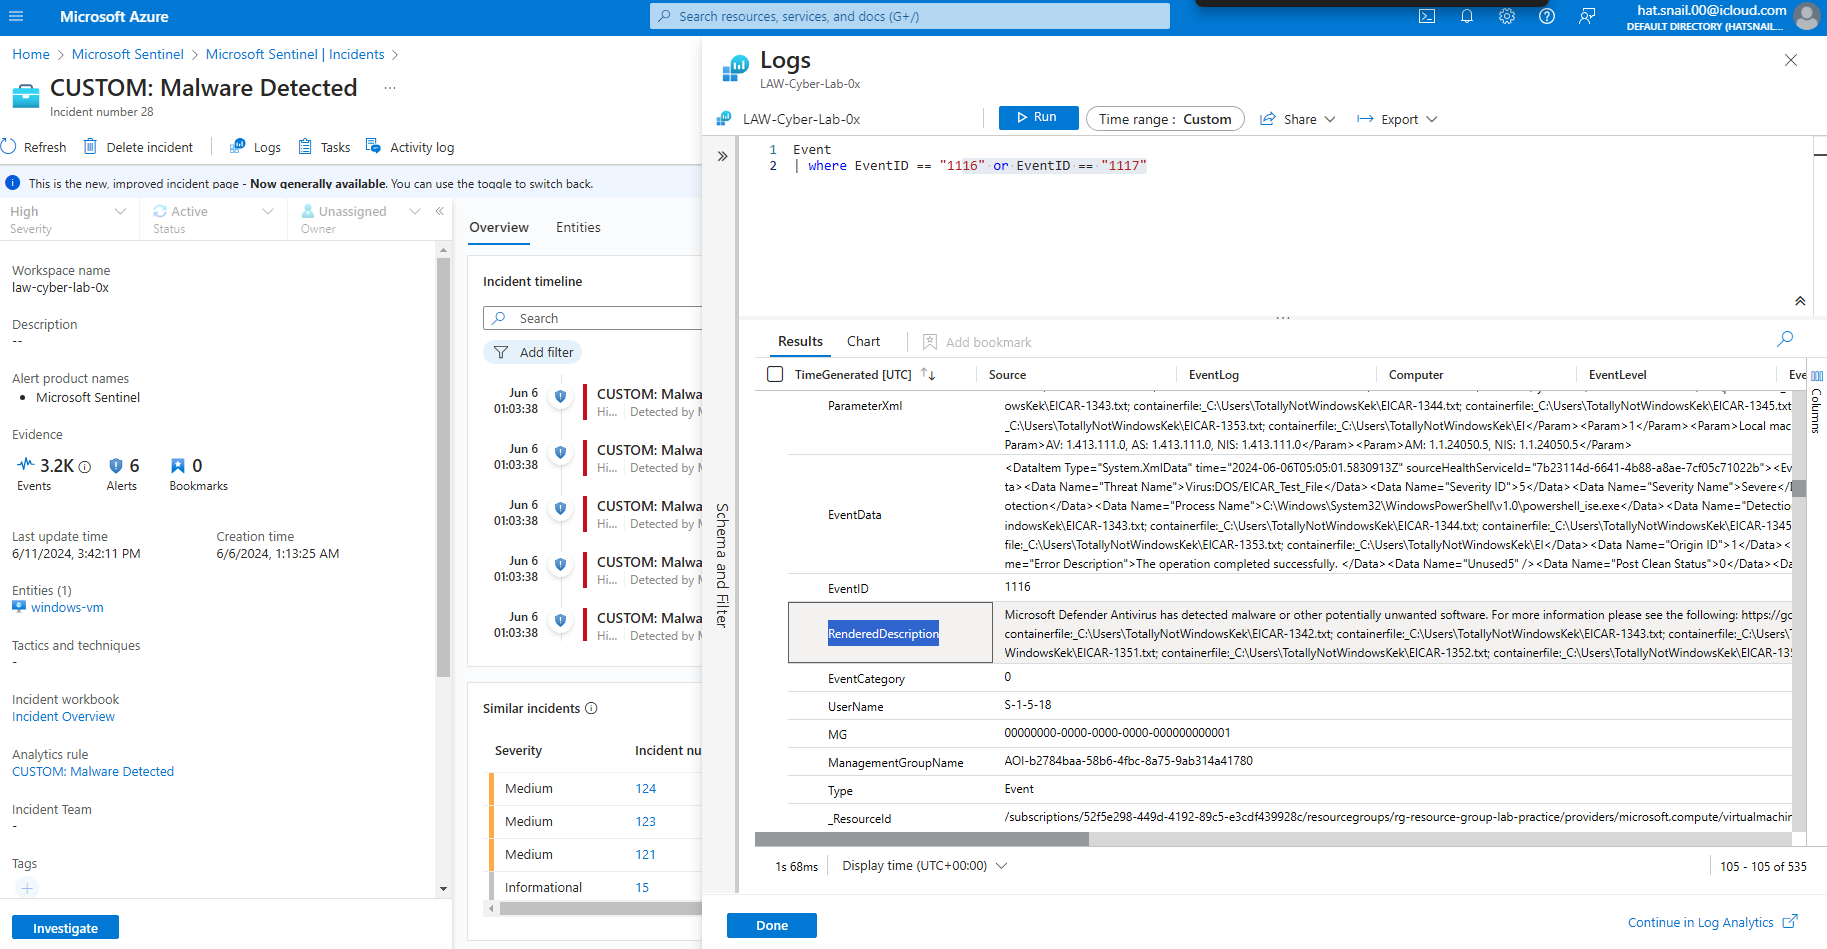 Microsoft Azure
Search resources, services, and docs (G+/)
hat.snail.00@icloud.com
DEFAULT DIRECTORY (HATSNAIL...
Home > Microsoft Sentinel > Microsoft Sentinel | Incidents >
CUSTOM: Malware Detected ...
Incident number 28
Refresh
Delete incident
Logs
Tasks
Activity log
This is the new, improved incident page - Now generally available. You can use the toggle to switch back.
High
Severity
Active
Status
Unassigned
Owner
Workspace name
law-cyber-lab-0x
Description
--
Alert product names
• Microsoft Sentinel
Evidence
3.2K
Events
6
Alerts
0
Bookmarks
Last update time
6/11/2024, 3:42:11 PM
Creation time
6/6/2024, 1:13:25 AM
Entities (1)
windows-vm
Tactics and techniques
-
Incident workbook
Incident Overview
Analytics rule
CUSTOM: Malware Detected
Incident Team
-
Tags
Investigate
Overview
Entities
Incident timeline
Search
Add filter
Jun 6
01:03:38
CUSTOM: Malwa
Hi... Detected by M
Jun 6
01:03:38
CUSTOM: Malwa
Hi... Detected by M
Jun 6
01:03:38
CUSTOM: Malwa
Hi... Detected by M
Jun 6
01:03:38
CUSTOM: Malwa
Hi... Detected by M
Jun 6
01:03:38
CUSTOM: Malwa
Hi... Detected by M
Similar incidents
Severity Incident nu
Medium 124
Medium 123
Medium 121
Informational 15
Logs
LAW-Cyber-Lab-0x
LAW-Cyber-Lab-0x
Run
Time range : Custom
Share
Export
1 Event
2 | where EventID == "1116" or EventID == "1117"
Schema and Filter
Results
Chart
Add bookmark
TimeGenerated [UTC] Source EventLog Computer EventLevel Eve
Columns
ParameterXml
owsKek\EICAR-1343.txt; containerfile:_C:\Users\TotallyNotWindowsKek\EICAR-1344.txt; containerfile:_C:\Users\TotallyNotWindowsKek\EICAR-1345.txt
_C:\Users\TotallyNotWindowsKek\EICAR-1353.txt; containerfile:_C:\Users\TotallyNotWindowsKek\EI</Param><Param>1</Param><Param>Local mac
Param>AV: 1.413.111.0, AS: 1.413.111.0, NIS: 1.413.111.0</Param><Param>AM: 1.1.24050.5, NIS: 1.1.24050.5</Param>
EventData
<DataItem Type="System.XmlData" time="2024-06-06T05:05:01.5830913Z" sourceHealthServiceId="7b23114d-6641-4b88-a8ae-7cf05c71022b"><Ev
ta><Data Name="Threat Name">Virus:DOS/EICAR_Test_File</Data><Data Name="Severity ID">5</Data><Data Name="Severity Name">Severe</
otection</Data><Data Name="Process Name">C:\Windows\System32\WindowsPowerShell\v1.0\powershell_ise.exe</Data><Data Name="Detectio
indowsKek\EICAR-1343.txt; containerfile:_C:\Users\TotallyNotWindowsKek\EICAR-1344.txt; containerfile:_C:\Users\TotallyNotWindowsKek\EICAR-1345
file:_C:\Users\TotallyNotWindowsKek\EICAR-1353.txt; containerfile:_C:\Users\TotallyNotWindowsKek\EI</Data><Data Name="Origin ID">1</Data><
me="Error Description">The operation completed successfully. </Data><Data Name="Unused5" /><Data Name="Post Clean Status">0</Data><Da
EventID 1116
RenderedDescription
Microsoft Defender Antivirus has detected malware or other potentially unwanted software. For more information please see the following: https://go
containerfile:_C:\Users\TotallyNotWindowsKek\EICAR-1342.txt; containerfile:_C:\Users\TotallyNotWindowsKek\EICAR-1343.txt; containerfile:_C:\Users\T
WindowsKek\EICAR-1351.txt; containerfile:_C:\Users\TotallyNotWindowsKek\EICAR-1352.txt; containerfile:_C:\Users\TotallyNotWindowsKek\EICAR-135
EventCategory 0
UserName S-1-5-18
MG 00000000-0000-0000-0000-000000000001
ManagementGroupName AOI-b2784baa-58b6-4fbc-8a75-9ab314a41780
Type Event
_ResourceId /subscriptions/52f5e298-449d-4192-89c5-e3cdf439928c/resourcegroups/rg-resource-group-lab-practice/providers/microsoft.compute/virtualmachin
1s 68ms
Display time (UTC+00:00)
105 - 105 of 535
Done
Continue in Log Analytics